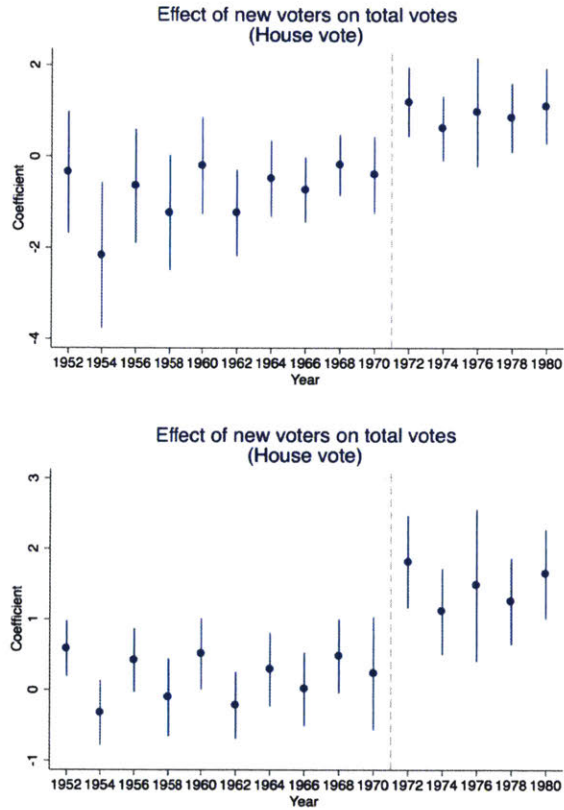 Effect of new voters on total votes
(House vote)
2
0
-2
-4
Coefficient
1952 1954 1956 1958 1960 1962 1964 1966 1968 1970 1972 1974 1976 1978 1980
Year
Effect of new voters on total votes
(House vote)
3
2
1
0
-1
Coefficient
1952 1954 1956 1958 1960 1962 1964 1966 1968 1970 1972 1974 1976 1978 1980
Year